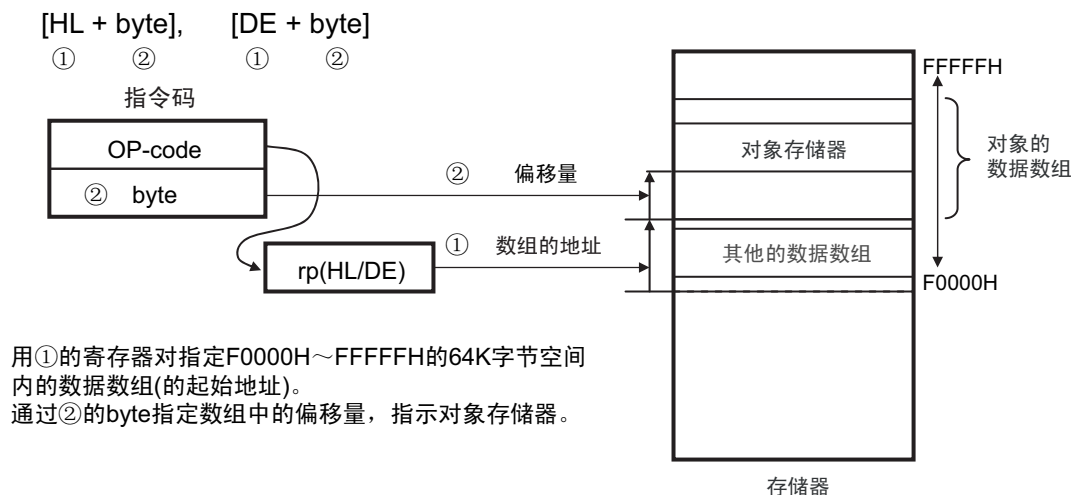 [HL + byte], [DE + byte]
① ② ① ②
指令码
OP-code
② byte
② 偏移量
rp(HL/DE)
① 数组的地址
FFFFFH
对象存储器
对象的
数据数组
其他的数据数组
F0000H
用①的寄存器对指定F0000H～FFFFFH的64K字节空间
内的数据数组(的起始地址)。
通过②的byte指定数组中的偏移量，指示对象存储器。
存储器